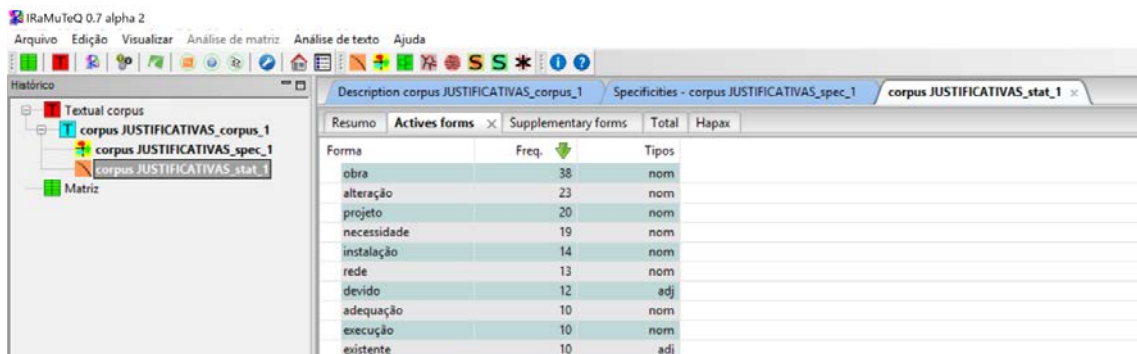 IRaMuTeQ 0.7 alpha 2
Arquivo Edição Visualizar Análise de matriz Análise de texto Ajuda
Histórico
Textual corpus
corpus JUSTIFICATIVAS_corpus_1
corpus JUSTIFICATIVAS_spec_1
corpus JUSTIFICATIVAS_stat_1
Matriz
Description corpus JUSTIFICATIVAS_corpus_1 Specificities - corpus JUSTIFICATIVAS_spec_1 corpus JUSTIFICATIVAS_stat_1
Resumo Actives forms Supplementary forms Total Hapax
Forma Freq. Tipos
obra 38 nom
alteração 23 nom
projeto 20 nom
necessidade 19 nom
instalação 14 nom
rede 13 nom
devido 12 adj
adequação 10 nom
execução 10 nom
existente 10 adj